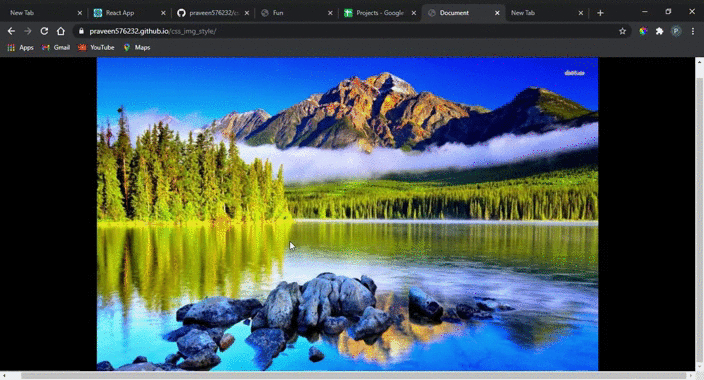 New Tab
React App
praveen576232/cs
Fun
Projects - Google
Document
New Tab
praveen576232.github.io/css_img_style/
P
Apps
Gmail
YouTube
Maps